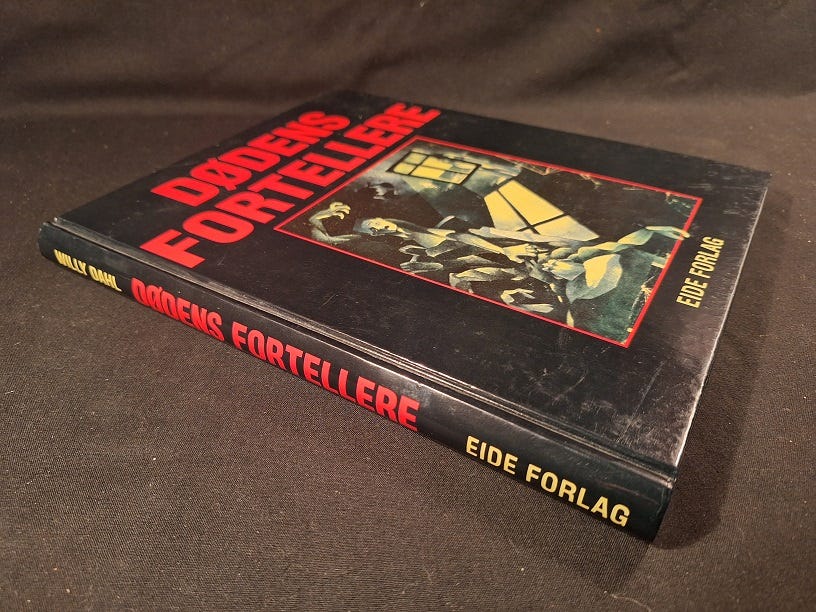 DØDENS
FORTELLERE
EIDE FORLAG
WILLY DAHL
DØDENS FORTELLERE
EIDE FORLAG